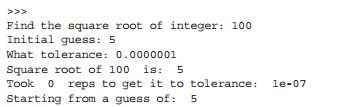 >>>
Find the square root of integer: 100
Initial guess: 5
What tolerance: 0.0000001
Square root of 100  is:  5
Took  0  reps to get it to tolerance:  1e-07
Starting from a guess of:  5